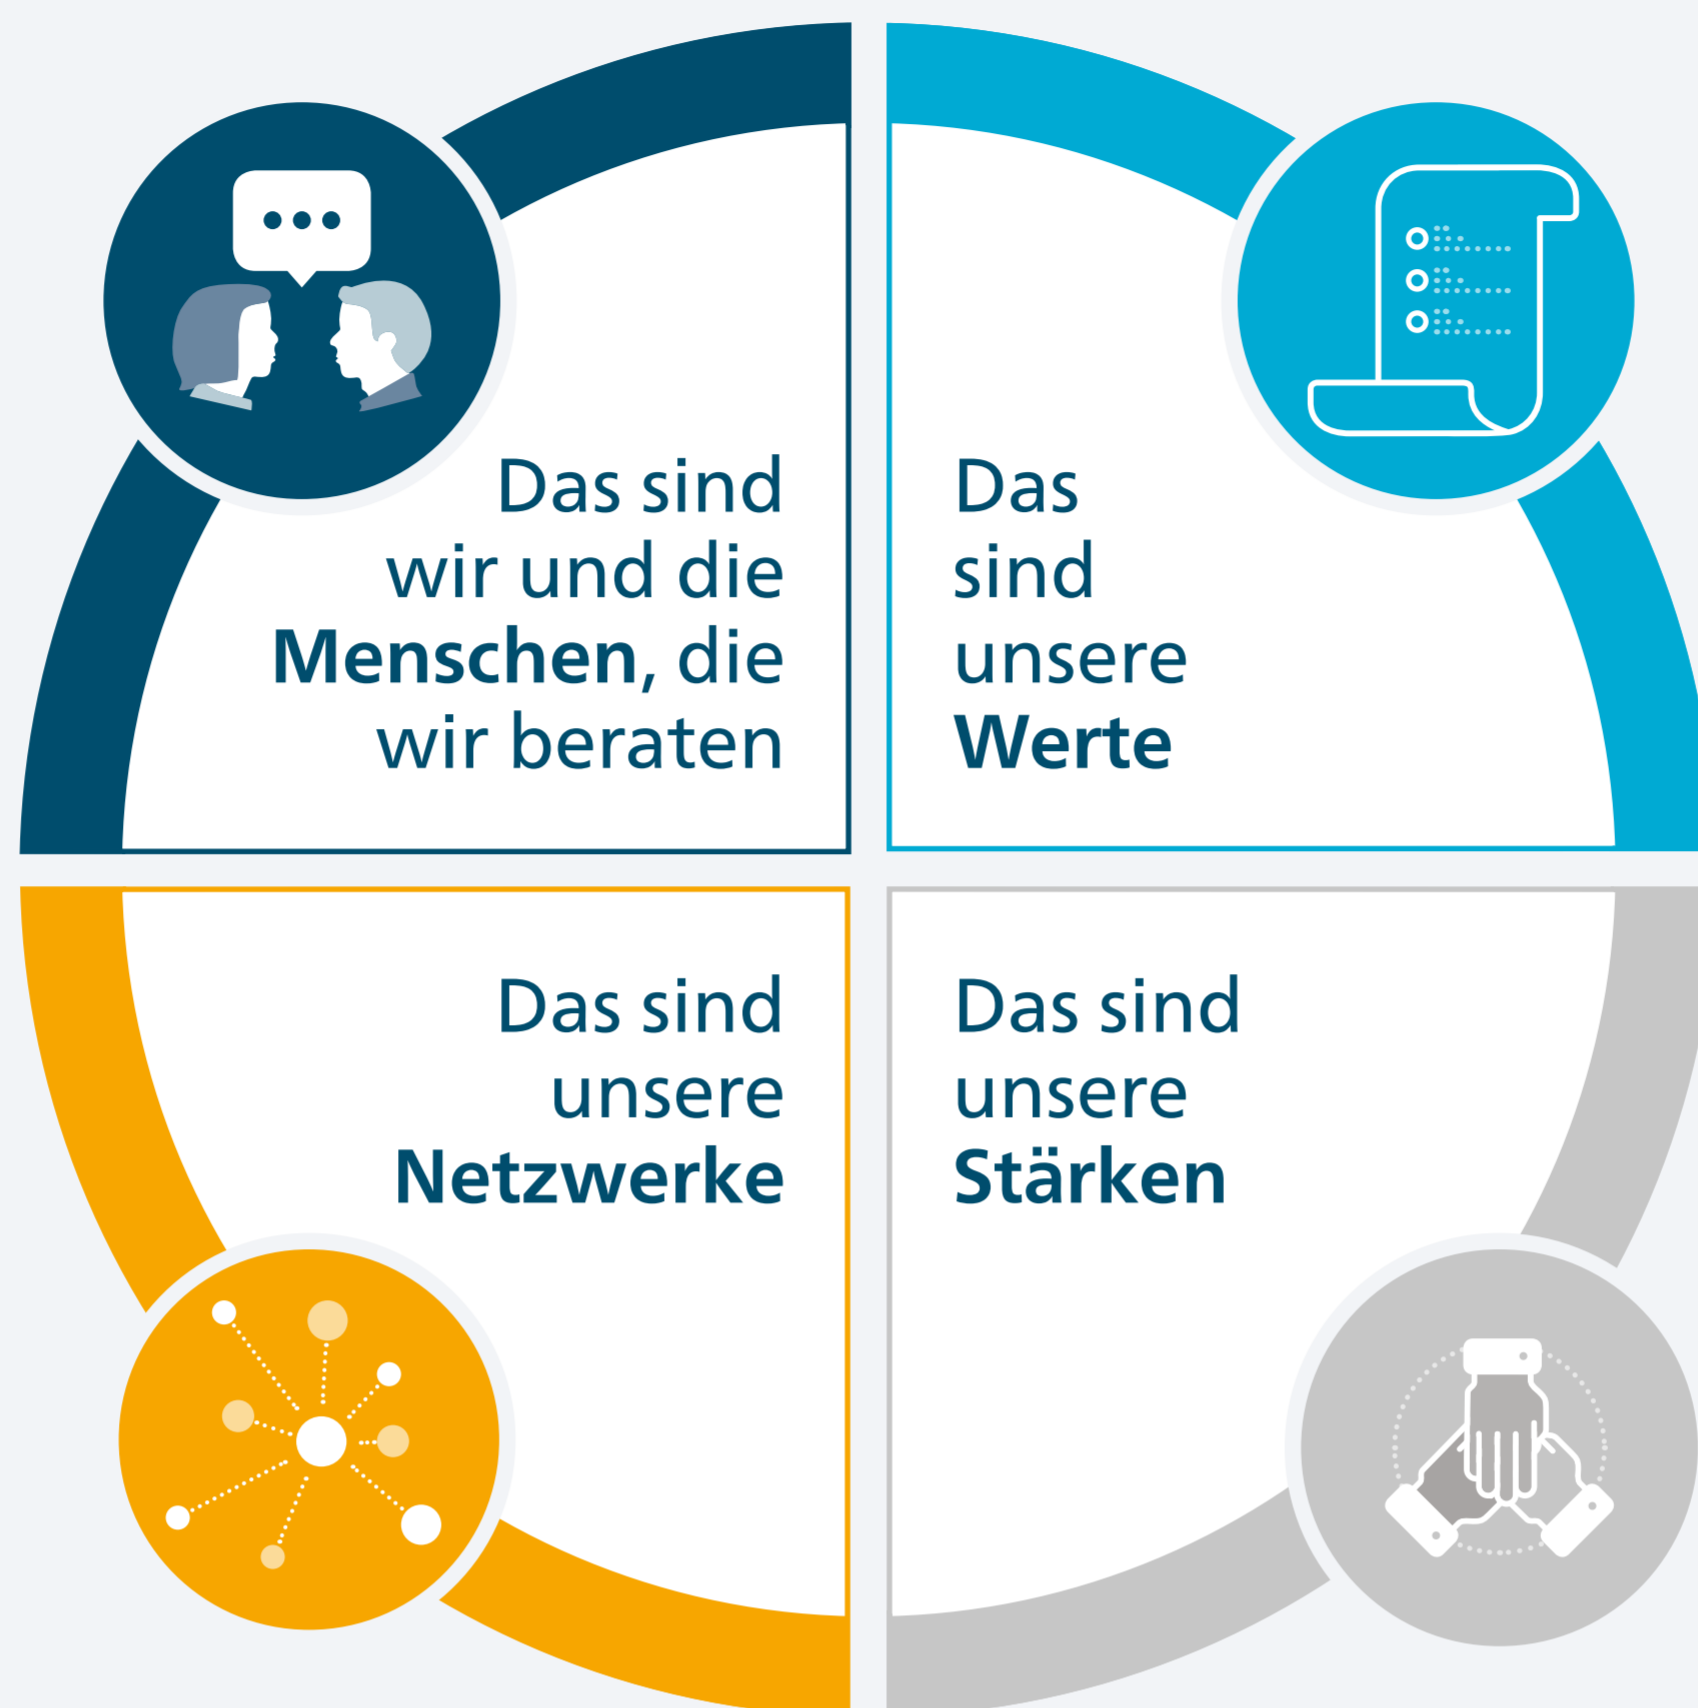 Das sind
wir und die
Menschen, die
wir beraten
Das
sind
unsere
Werte
Das sind
unsere
Netzwerke
Das sind
unsere
Stärken